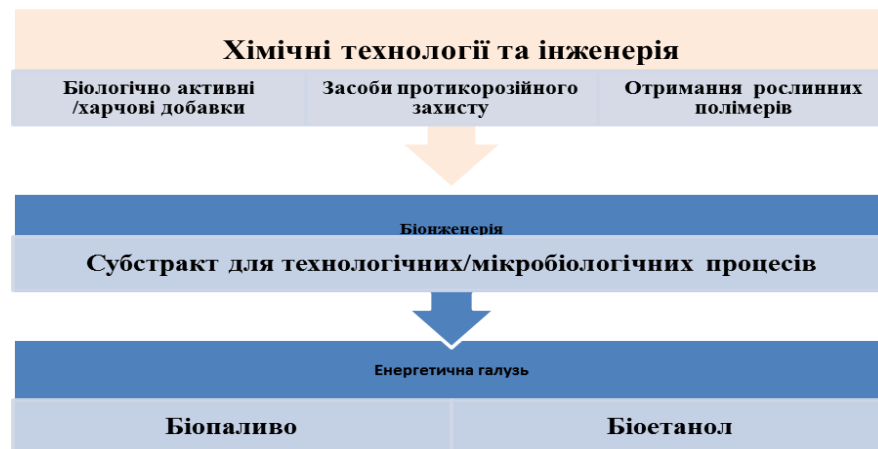 Хімічні технології та інженерія
Біологічно активні
/харчові добавки
Засоби протикорозійного
захисту
Отримання рослинних
полімерів
Біонженерія
Субстракт для технологічних/мікробіологічних процесів
Енергетична галузь
Біопаливо
Біоетанол